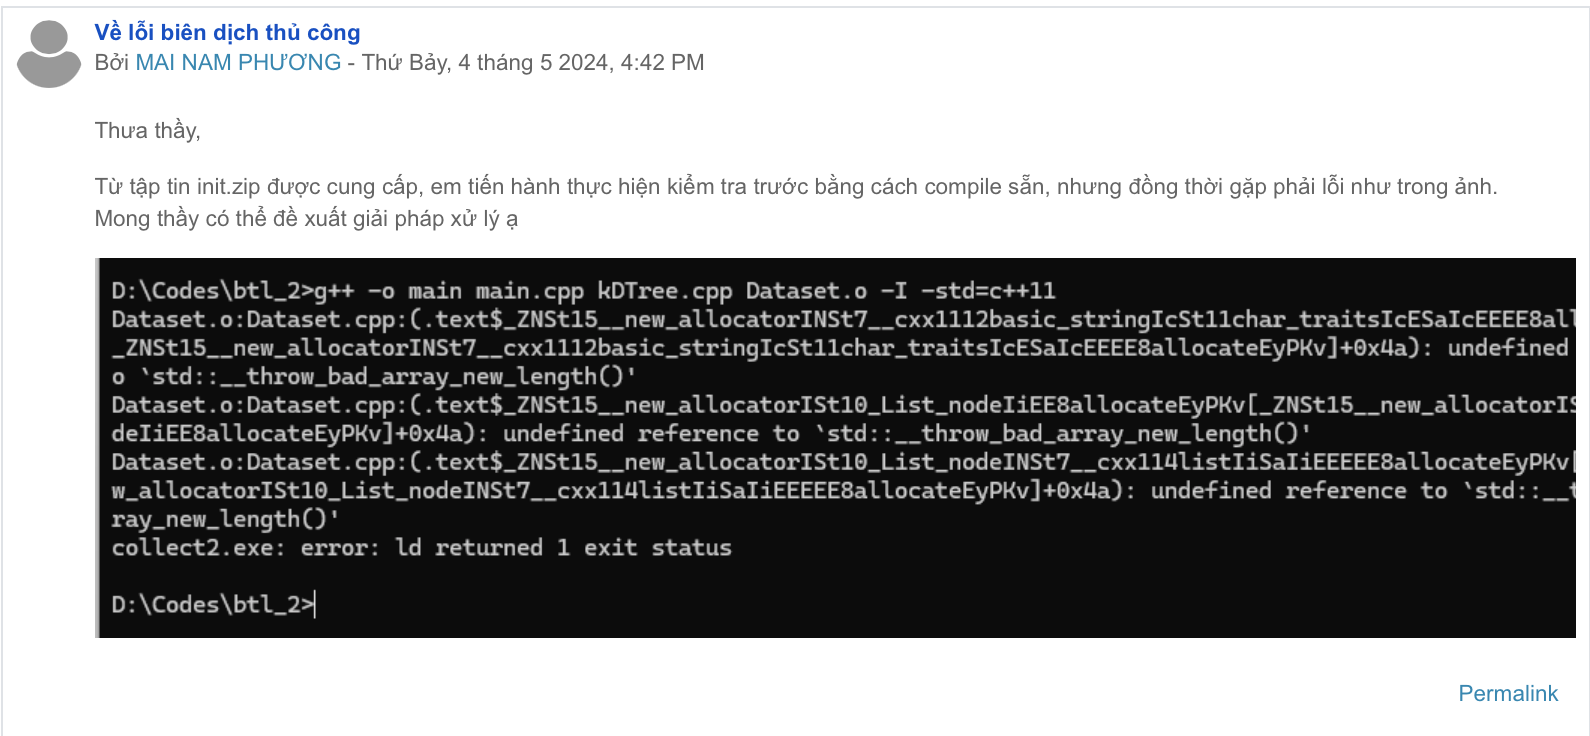 Về lỗi biên dịch thủ công
Bởi MAI NAM PHƯƠNG - Thứ Bảy, 4 tháng 5 2024, 4:42 PM
Thưa thầy,
Từ tập tin init.zip được cung cấp, em tiến hành thực hiện kiểm tra trước bằng cách compile sẵn, nhưng đồng thời gặp phải lỗi như trong ảnh.
Mong thầy có thể đề xuất giải pháp xử lý ạ
D:\Codes\btl_2>g++ -o main main.cpp kDTree.cpp Dataset.o -I -std=c++11
Dataset.o:Dataset.cpp:(.text$_ZNSt15__new_allocatorINSt7__cxx1112basic_stringIcSt11char_traitsIcESaIcEEEE8all
_ZNSt15__new_allocatorINSt7__cxx1112basic_stringIcSt11char_traitsIcESaIcEEEE8allocateEyPKv]+0x4a): undefined
o `std::__throw_bad_array_new_length()'
Dataset.o:Dataset.cpp:(.text$_ZNSt15__new_allocatorISt10_List_nodeIiEE8allocateEyPKv[_ZNSt15__new_allocatorIS
deIiEE8allocateEyPKv]+0x4a): undefined reference to `std::__throw_bad_array_new_length()'
Dataset.o:Dataset.cpp:(.text$_ZNSt15__new_allocatorISt10_List_nodeINSt7__cxx114listIiSaIiEEEEE8allocateEyPKv[
w_allocatorISt10_List_nodeINSt7__cxx114listIiSaIiEEEEE8allocateEyPKv]+0x4a): undefined reference to `std::__t
ray_new_length()'
collect2.exe: error: ld returned 1 exit status
D:\Codes\btl_2>
Permalink